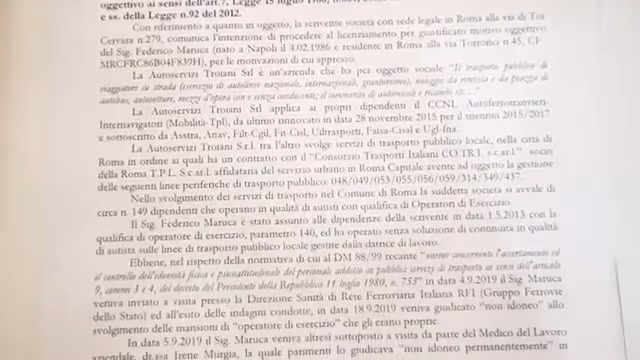 oggettivo ai sensi dell'art.7, Legge 15 luglio 1966,
e ss. della Legge n.92 del 2012.
Con riferimento a quanto in oggetto, la scrivente società con sede legale in Roma alla via di Tor
Cervara n.279, comunica l'intenzione di procedere al licenziamento per giustificato motivo oggettivo
del Sig. Federico Maruca (nato a Napoli il 4.02.1986 e residente in Roma alla via Tortorici n.45, CF
MRCFRC86B04F839H), per le motivazioni di cui appresso.
La Autoservizi Troiani Srl è un'azienda che ha per oggetto sociale "Il trasporto pubblico di
viaggiatori su strada (esercizio di autolinee nazionali, internazionali, granturismo), noleggio da rimessa e da piazza di
autobus, autovetture, mezzi d'opera con e senza conducente; il commercio di autoveicoli e ricambi
La Autoservizi Troiani Srl applica ai propri dipendenti il CCNL Autoferrotranvieri-
Internavigatori (Mobilità-Tpl), da ultimo rinnovato in data 28 novembre 2015 per il triennio 2015/2017
e sottoscritto da Asstra, Anav, Filt-Cgil, Fit-Cisl, Uiltrasporti, Faisa-Cisal e Ugl-fna.
La Autoservizi Troiani S.r.l. tra l'altro svolge servizi di trasporto pubblico locale, nella città di
Roma in ordine ai quali ha un contratto con il "Consorzio Trasporti Italiani CO.TR.I. s.c.ar.l." socio
della Roma T.P.L. S.c.ar.l. affidataria del servizio urbano in Roma Capitale avente ad oggetto la gestione
delle seguenti linee periferiche di trasporto pubblico: 048/049/053/055/056/059/314/349/437.
Nello svolgimento dei servizi di trasporto nel Comune di Roma la suddetta società si avvale di
circa n. 149 dipendenti che operano in qualità di autisti con qualifica di Operatori di Esercizio.
Il Sig. Federico Maruca è stato assunto alle dipendenze della scrivente in data 1.5.2013 con la
qualifica di operatore di esercizio, parametro 140, ed ha operato senza soluzione di continuità in qualità
di autista sulle linee di trasporto pubblico locale gestite dalla datrice di lavoro.
Ebbene, nel rispetto della normativa di cui al DM 88/99 recante "norme concernenti l'accertamento ed
il controllo dell'idoneità fisica e psicoattitudinale del personale addetto ai pubblici servizi di trasporto ai sensi dell'articolo
9, commi 3 e 4, del decreto del Presidente della Repubblica 11 luglio 1980, n. 753" in data 4.9.2019 il Sig. Maruca
veniva inviato a visita presso la Direzione Sanità di Rete Ferroviaria Italiana RFI (Gruppo Ferrovie
dello Stato) ed all'esito delle indagini condotte, in data 18.9.2019 veniva giudicato "non idoneo" allo
svolgimento delle mansioni di "operatore di esercizio" che gli erano proprie.
In data 5.9.2019 il Sig. Maruca veniva altresì sottoposto a visita da parte del Medico del Lavoro
aziendale, dt.ssa Irene Murgia, la quale parimenti lo giudicava "non idoneo permanentemente" in